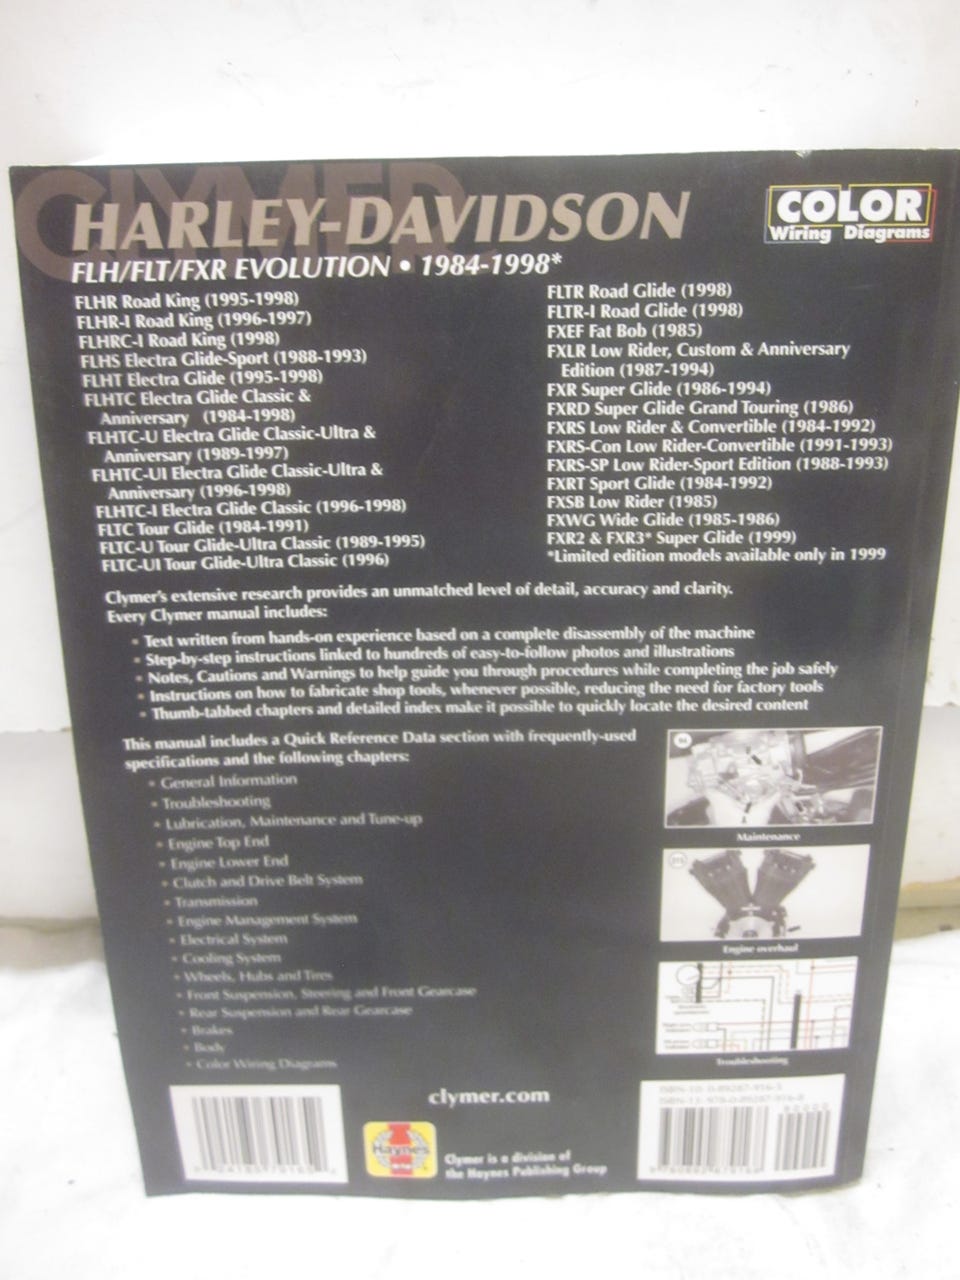 CLYMER
HARLEY-DAVIDSON
FLH/FLT/FXR EVOLUTION • 1984-1998*
COLOR
Wiring Diagrams
FLHR Road King (1995-1998)
FLHR-I Road King (1996-1997)
FLHRC-I Road King (1998)
FLHS Electra Glide-Sport (1988-1993)
FLHT Electra Glide (1995-1998)
FLHTC Electra Glide Classic &
Anniversary (1984-1998)
FLHTC-U Electra Glide Classic-Ultra &
Anniversary (1989-1997)
FLHTC-UI Electra Glide Classic-Ultra &
Anniversary (1996-1998)
FLHTC-I Electra Glide Classic (1996-1998)
FLTC Tour Glide (1984-1991)
FLTC-U Tour Glide-Ultra Classic (1989-1995)
FLTC-UI Tour Glide-Ultra Classic (1996)
FLTR Road Glide (1998)
FLTR-I Road Glide (1998)
FXEF Fat Bob (1985)
FXLR Low Rider, Custom & Anniversary
Edition (1987-1994)
FXR Super Glide (1986-1994)
FXRD Super Glide Grand Touring (1986)
FXRS Low Rider & Convertible (1984-1992)
FXRS-Con Low Rider-Convertible (1991-1993)
FXRS-SP Low Rider-Sport Edition (1988-1993)
FXRT Sport Glide (1984-1992)
FXSB Low Rider (1985)
FXWG Wide Glide (1985-1986)
FXR2 & FXR3* Super Glide (1999)
*Limited edition models available only in 1999
Clymer's extensive research provides an unmatched level of detail, accuracy and clarity.
Every Clymer manual includes:
• Text written from hands-on experience based on a complete disassembly of the machine
• Step-by-step instructions linked to hundreds of easy-to-follow photos and illustrations
• Notes, Cautions and Warnings to help guide you through procedures while completing the job safely
• Instructions on how to fabricate shop tools, whenever possible, reducing the need for factory tools
• Thumb-tabbed chapters and detailed index make it possible to quickly locate the desired content
This manual includes a Quick Reference Data section with frequently-used
specifications and the following chapters:
• General Information
• Troubleshooting
• Lubrication, Maintenance and Tune-up
• Engine Top End
• Engine Lower End
• Clutch and Drive Belt System
• Transmission
• Engine Management System
• Electrical System
• Cooling System
• Wheels, Hubs and Tires
• Front Suspension, Steering and Front Gearcase
• Rear Suspension and Rear Gearcase
• Brakes
• Body
• Color Wiring Diagrams
Maintenance
Engine overhaul
Troubleshooting
clymer.com
Haynes
Clymer is a division of
the Haynes Publishing Group
ISBN-10: 0-89287-916-5
ISBN-13: 978-0-89287-916-8